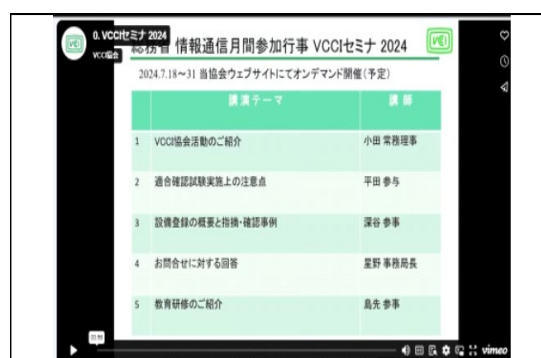 0. VCCIセミナ 2024
VCCI協会
総務省 情報通信月間参加行事 VCCIセミナ 2024
2024.7.18～31 当協会ウェブサイトにてオンデマンド開催(予定)
講演テーマ 講師
1 VCCI協会活動のご紹介 小田 常務理事
2 適合確認試験実施上の注意点 平田 参与
3 設備登録の概要と指摘・確認事例 深谷 参事
4 お問合せに対する回答 星野 事務局長
5 教育研修のご紹介 島先 参事
vimeo